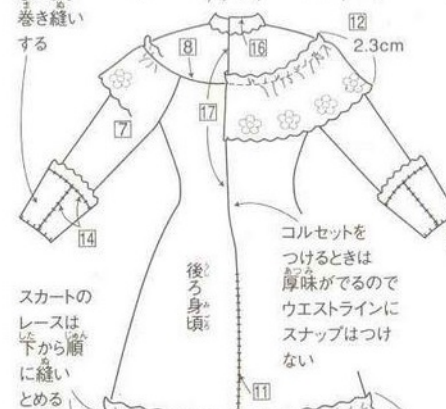 巻き縫い
する
8
16
12
2.3cm
17
7
14
コルセットを
つけるときは
厚味がでるので
ウエストラインに
スナップはつけ
ない
後ろ身頃
スカートの
レースは
下から順
に縫い
とめる
11